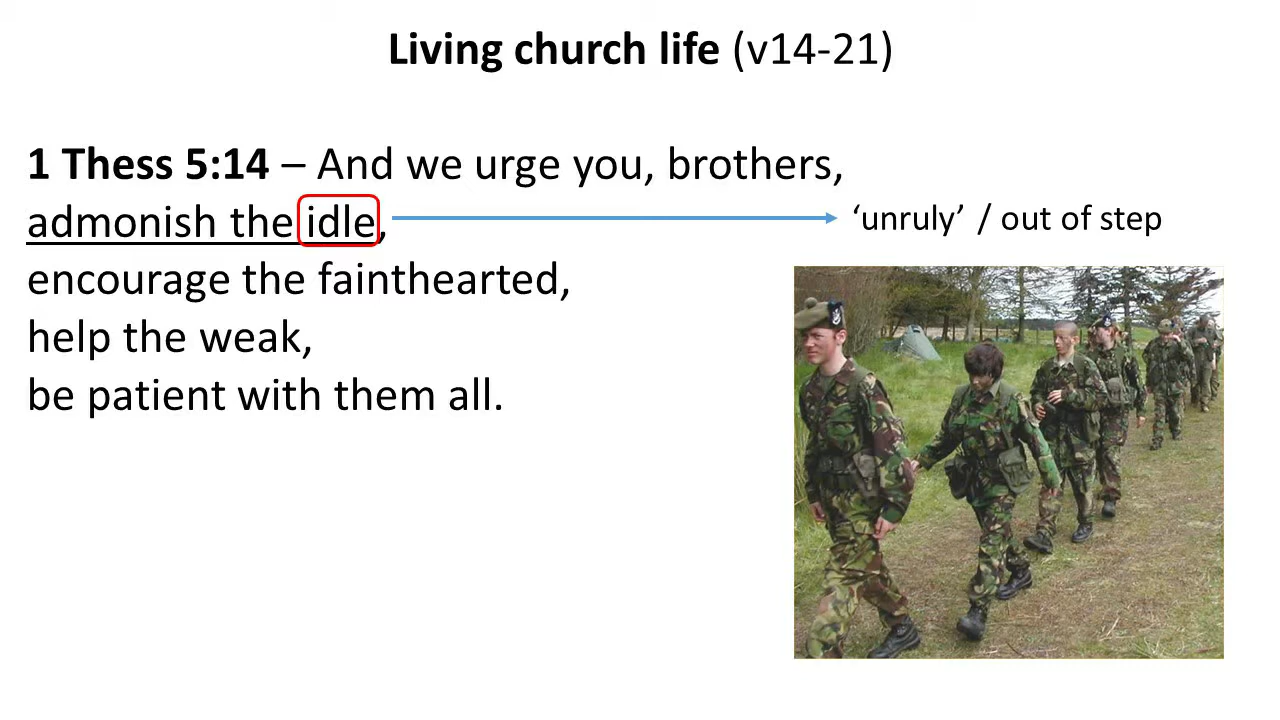 Living church life (v14-21)
1 Thess 5:14 – And we urge you, brothers,
admonish the idle,
‘unruly’ / out of step
encourage the fainthearted,
help the weak,
be patient with them all.